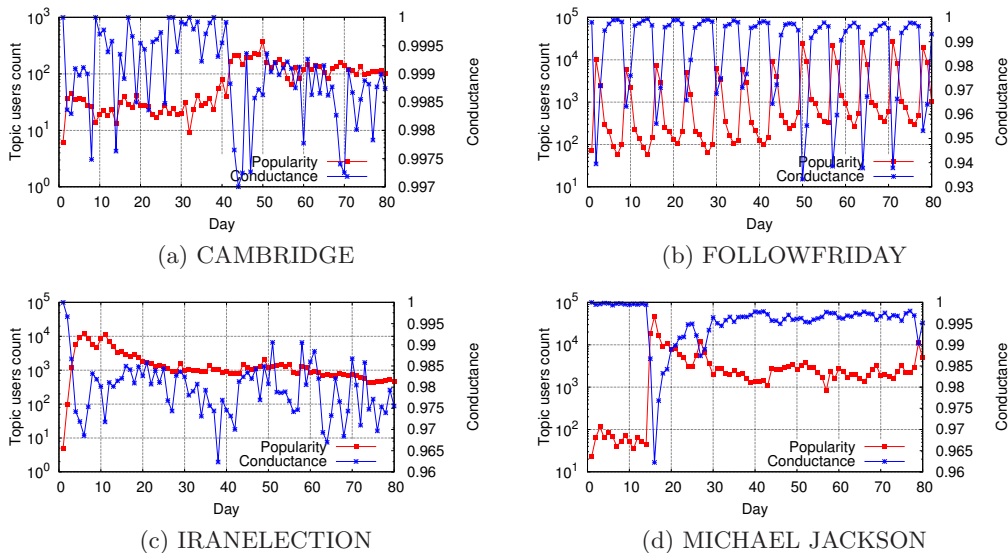 10^3 1
0.9995
10^2 0.999
0.9985
10^1 0.998
Popularity 0.9975
Conductance
10^0 0.997
0 10 20 30 40 50 60 70 80
Day
Topic users count
Conductance
(a) CAMBRIDGE
10^5 1
0.99
10^4 0.98
0.97
10^3 0.96
10^2 0.95
Popularity 0.94
Conductance
10^1 0.93
0 10 20 30 40 50 60 70 80
Day
Topic users count
Conductance
(b) FOLLOWFRIDAY
10^5 1
0.995
10^4 0.99
10^3 0.985
0.98
10^2 0.975
0.97
10^1 Popularity 0.965
Conductance
10^0 0.96
0 10 20 30 40 50 60 70 80
Day
Topic users count
Conductance
(c) IRANELECTION
10^5 1
0.995
10^4 0.99
0.985
10^3 0.98
0.975
10^2 0.97
Popularity 0.965
Conductance
10^1 0.96
0 10 20 30 40 50 60 70 80
Day
Topic users count
Conductance
(d) MICHAEL JACKSON